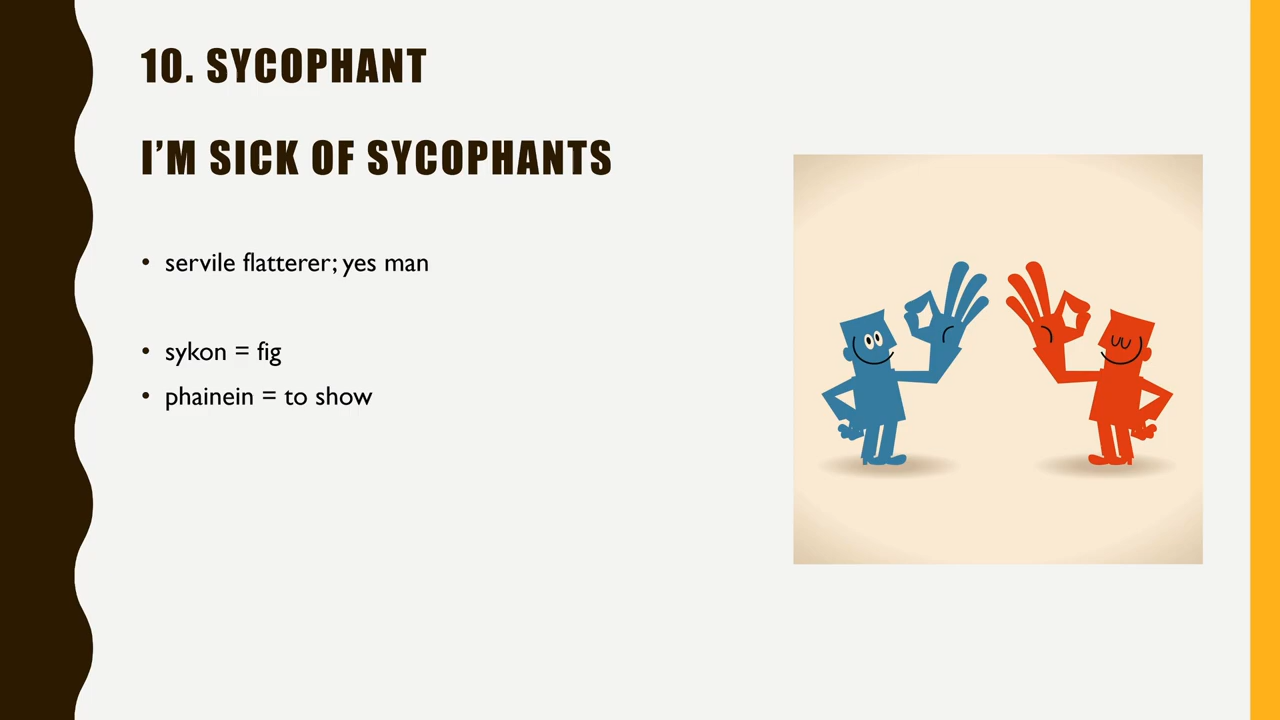 10. SYCOPHANT
I’M SICK OF SYCOPHANTS
• servile flatterer; yes man
• sykon = fig
• phainein = to show